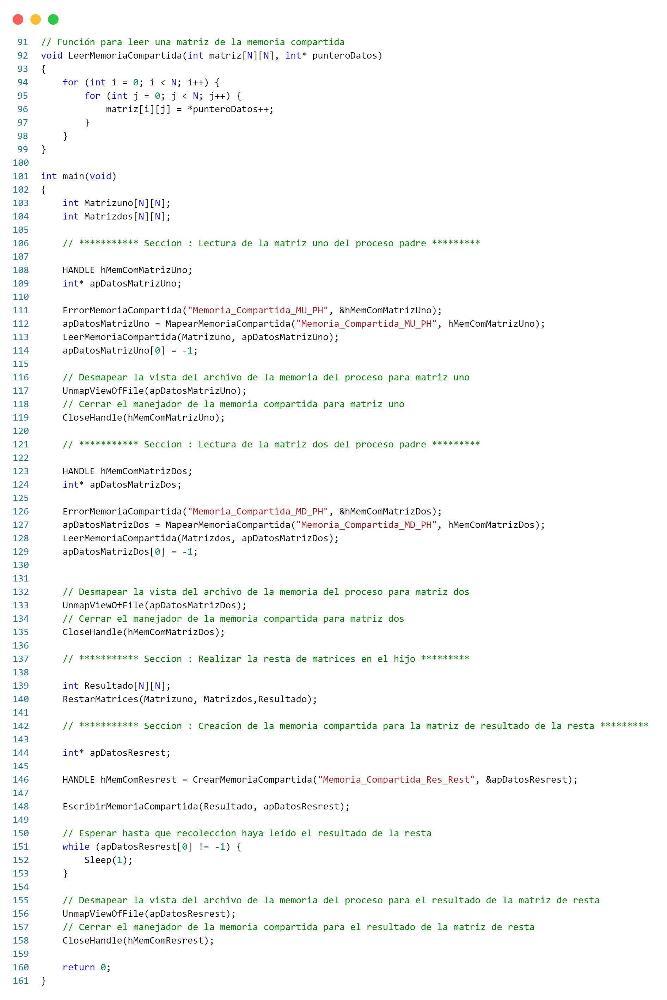 91 // Función para leer una matriz de la memoria compartida
92 void LeerMemoriaCompartida(int matriz[N][N], int* punteroDatos)
93 {
94     for (int i = 0; i < N; i++) {
95         for (int j = 0; j < N; j++) {
96             matriz[i][j] = *punteroDatos++;
97         }
98     }
99 }
100
101 int main(void)
102 {
103     int Matrizuno[N][N];
104     int Matrizdos[N][N];
105
106     // *********** Seccion : Lectura de la matriz uno del proceso padre *********
107
108     HANDLE hMemComMatrizUno;
109     int* apDatosMatrizUno;
110
111     ErrorMemoriaCompartida("Memoria_Compartida_MU_PH", &hMemComMatrizUno);
112     apDatosMatrizUno = MapearMemoriaCompartida("Memoria_Compartida_MU_PH", hMemComMatrizUno);
113     LeerMemoriaCompartida(Matrizuno, apDatosMatrizUno);
114     apDatosMatrizUno[0] = -1;
115
116     // Desmapear la vista del archivo de la memoria del proceso para matriz uno
117     UnmapViewOfFile(apDatosMatrizUno);
118     // Cerrar el manejador de la memoria compartida para matriz uno
119     CloseHandle(hMemComMatrizUno);
120
121     // *********** Seccion : Lectura de la matriz dos del proceso padre *********
122
123     HANDLE hMemComMatrizDos;
124     int* apDatosMatrizDos;
125
126     ErrorMemoriaCompartida("Memoria_Compartida_MD_PH", &hMemComMatrizDos);
127     apDatosMatrizDos = MapearMemoriaCompartida("Memoria_Compartida_MD_PH", hMemComMatrizDos);
128     LeerMemoriaCompartida(Matrizdos, apDatosMatrizDos);
129     apDatosMatrizDos[0] = -1;
130
131
132     // Desmapear la vista del archivo de la memoria del proceso para matriz dos
133     UnmapViewOfFile(apDatosMatrizDos);
134     // Cerrar el manejador de la memoria compartida para matriz dos
135     CloseHandle(hMemComMatrizDos);
136
137     // *********** Seccion : Realizar la resta de matrices en el hijo *********
138
139     int Resultado[N][N];
140     RestarMatrices(Matrizuno, Matrizdos,Resultado);
141
142     // *********** Seccion : Creacion de la memoria compartida para la matriz de resultado de la resta *********
143
144     int* apDatosResrest;
145
146     HANDLE hMemComResrest = CrearMemoriaCompartida("Memoria_Compartida_Res_Rest", &apDatosResrest);
147
148     EscribirMemoriaCompartida(Resultado, apDatosResrest);
149
150     // Esperar hasta que recoleccion haya leído el resultado de la resta
151     while (apDatosResrest[0] != -1) {
152         Sleep(1);
153     }
154
155     // Desmapear la vista del archivo de la memoria del proceso para el resultado de la matriz de resta
156     UnmapViewOfFile(apDatosResrest);
157     // Cerrar el manejador de la memoria compartida para el resultado de la matriz de resta
158     CloseHandle(hMemComResrest);
159
160     return 0;
161 }